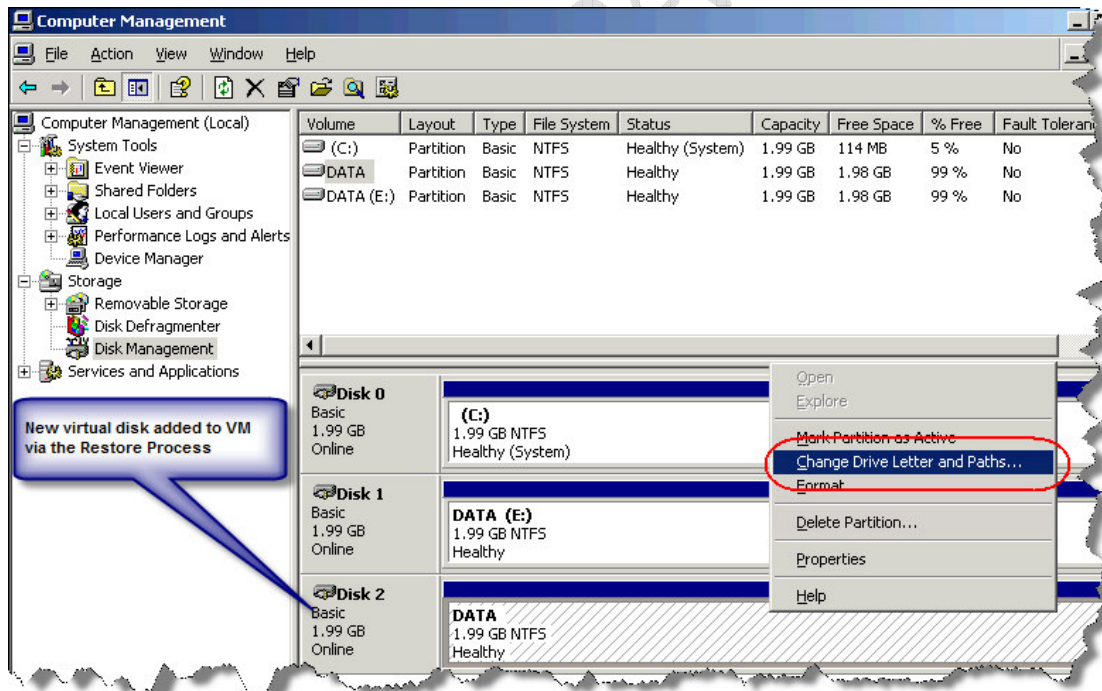 Computer Management
File Action View Window Help
Computer Management (Local)
System Tools
Event Viewer
Shared Folders
Local Users and Groups
Performance Logs and Alerts
Device Manager
Storage
Removable Storage
Disk Defragmenter
Disk Management
Services and Applications
Volume Layout Type File System Status Capacity Free Space % Free Fault
(C:) Partition Basic NTFS Healthy (System) 1.99 GB 114 MB 5 % No
DATA Partition Basic NTFS Healthy 1.99 GB 1.98 GB 99 % No
DATA (E:) Partition Basic NTFS Healthy 1.99 GB 1.98 GB 99 % No
New virtual disk added to VM
via the Restore Process
Disk 0
Basic
1.99 GB
Online
(C:)
1.99 GB NTFS
Healthy (System)
Disk 1
Basic
1.99 GB
Online
DATA (E:)
1.99 GB NTFS
Healthy
Disk 2
Basic
1.99 GB
Online
DATA
1.99 GB NTFS
Healthy
Open
Explore
Mark Partition as Active
Change Drive Letter and Paths...
Format...
Delete Partition...
Properties
Help